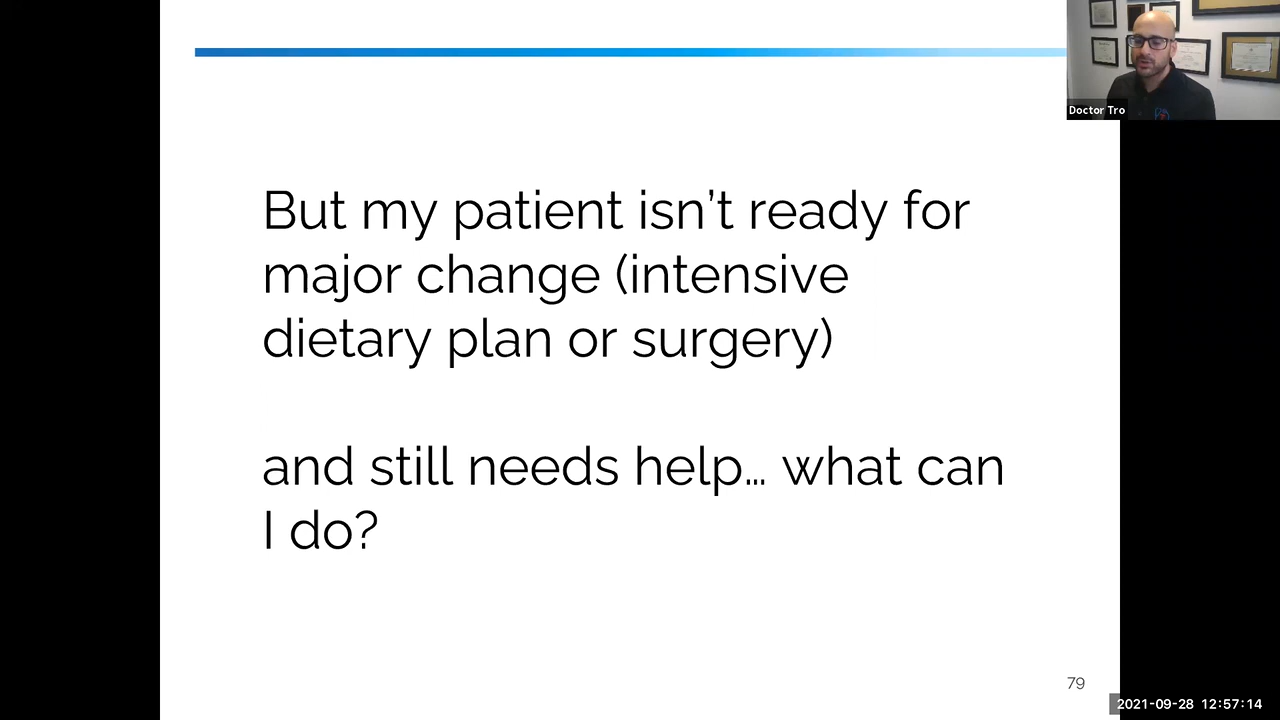 Doctor Tro
But my patient isn't ready for
major change (intensive
dietary plan or surgery)
and still needs help… what can
I do?
79
2021-09-28 12:57:14